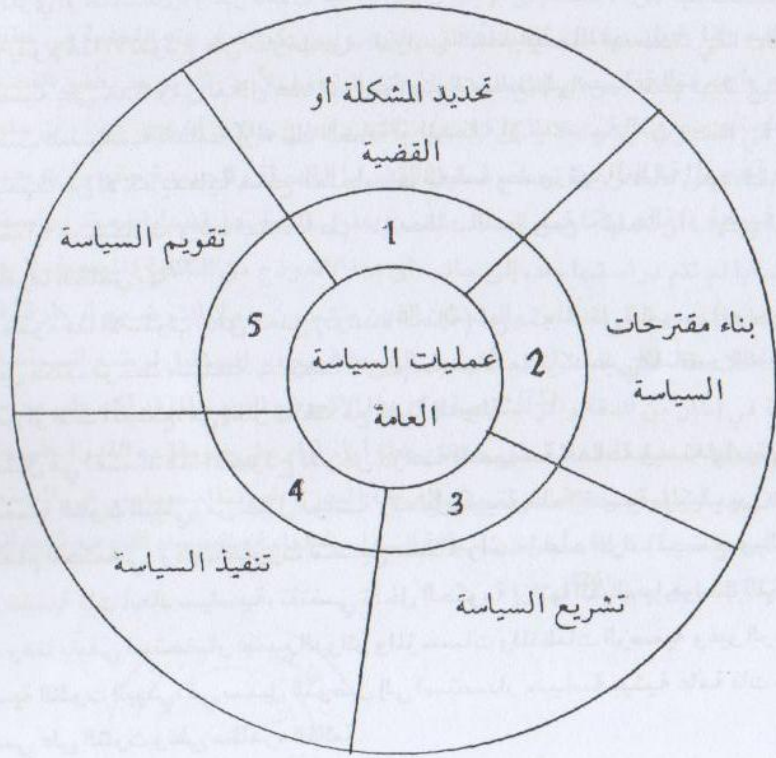 تحديد المشكلة أو
القضية
1
بناء مقترحات
السياسة
2
تشريع السياسة
3
تنفيذ السياسة
4
تقويم السياسة
5
عمليات السياسة
العامة